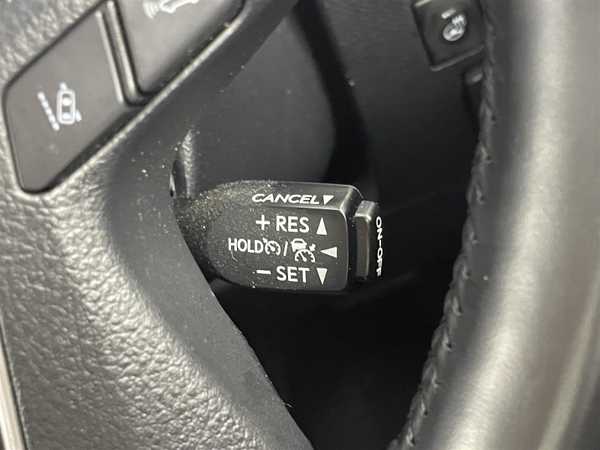 CANCEL▼
+ RES ▲
HOLD / ◄
− SET ▼
ON-OFF